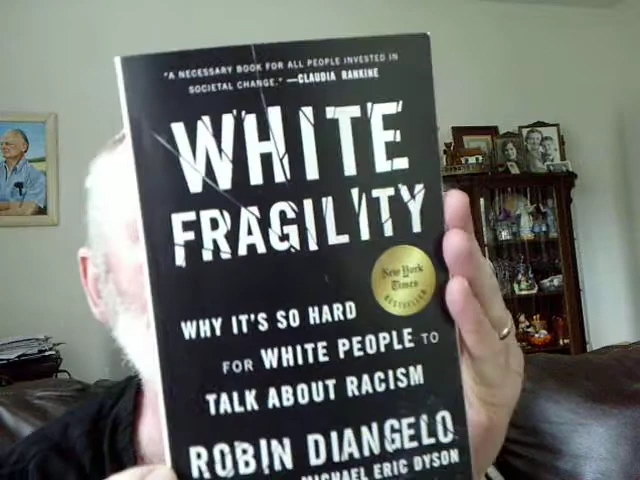 "A NECESSARY BOOK FOR ALL PEOPLE INVESTED IN
SOCIETAL CHANGE." —CLAUDIA RANKINE
WHITE
FRAGILITY
New York
Times
BESTSELLER
WHY IT'S SO HARD
FOR WHITE PEOPLE TO
TALK ABOUT RACISM
ROBIN DIANGELO
MICHAEL ERIC DYSON